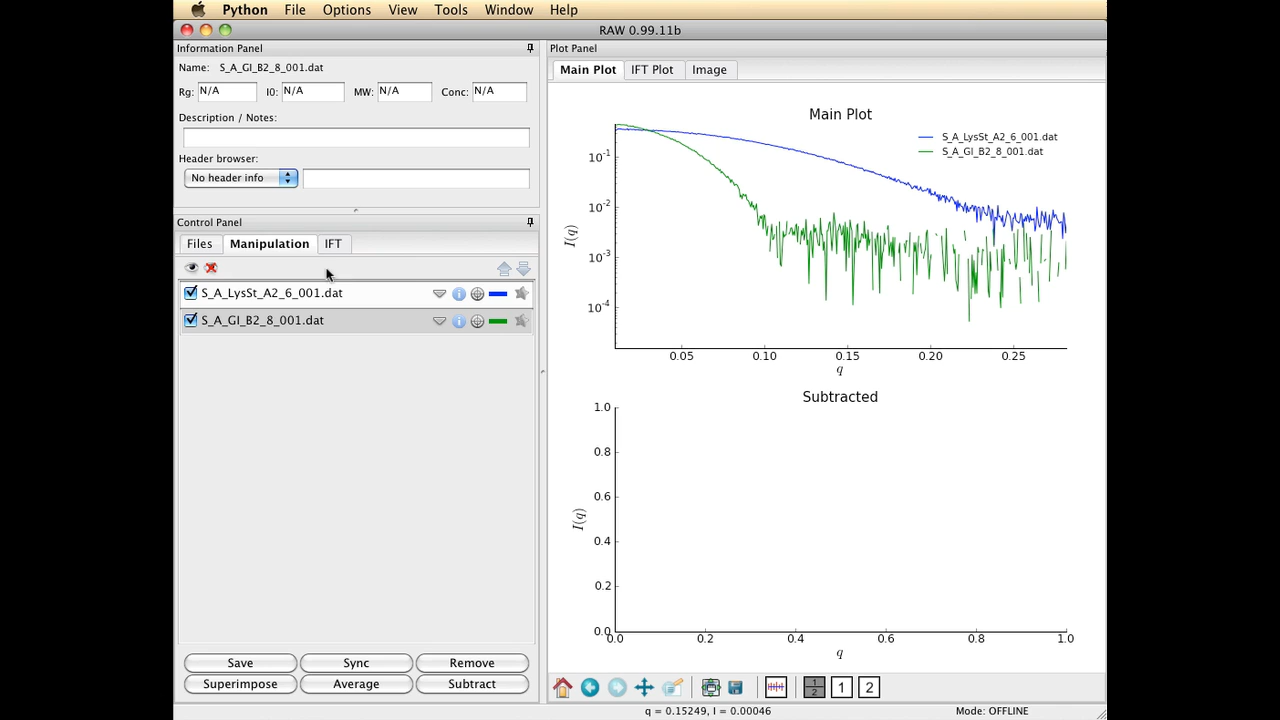 Python File Options View Tools Window Help
RAW 0.99.11b
Information Panel
Name: S_A_GI_B2_8_001.dat
Rg: N/A I0: N/A MW: N/A Conc: N/A
Description / Notes:
Header browser:
No header info
Control Panel
Files Manipulation IFT
S_A_LysSt_A2_6_001.dat
S_A_GI_B2_8_001.dat
Save Sync Remove
Superimpose Average Subtract
Plot Panel
Main Plot IFT Plot Image
Main Plot
S_A_LysSt_A2_6_001.dat
S_A_GI_B2_8_001.dat
10-1
10-2
10-3
10-4
I(q)
0.05 0.10 0.15 0.20 0.25
q
Subtracted
1.0
0.8
0.6
0.4
0.2
0.0
I(q)
0.0 0.2 0.4 0.6 0.8 1.0
q
1
2
1 2
q = 0.15249, I = 0.00046 Mode: OFFLINE